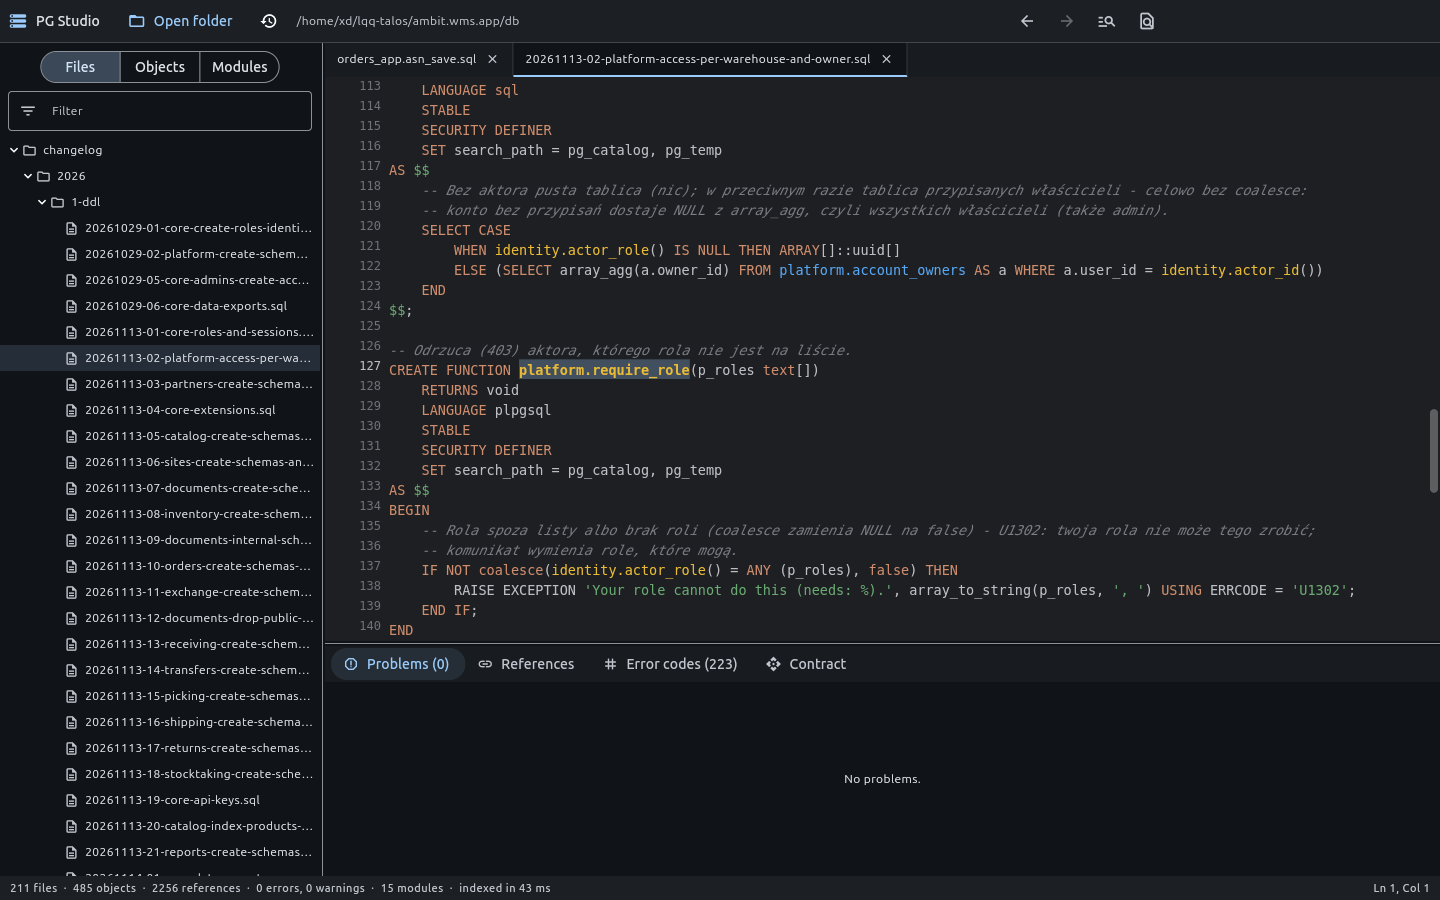 PG Studio
Open folder
/home/xd/lqq-talos/ambit.wms.app/db
Files
Objects
Modules
Filter
changelog
2026
1-ddl
20261029-01-core-create-roles-identi...
20261029-02-platform-create-schem...
20261029-05-core-admins-create-acc...
20261029-06-core-data-exports.sql
20261113-01-core-roles-and-sessions....
20261113-02-platform-access-per-wa...
20261113-03-partners-create-schema...
20261113-04-core-extensions.sql
20261113-05-catalog-create-schemas...
20261113-06-sites-create-schemas-an...
20261113-07-documents-create-sche...
20261113-08-inventory-create-schem...
20261113-09-documents-internal-sch...
20261113-10-orders-create-schemas-...
20261113-11-exchange-create-schem...
20261113-12-documents-drop-public-...
20261113-13-receiving-create-schem...
20261113-14-transfers-create-schem...
20261113-15-picking-create-schemas...
20261113-16-shipping-create-schema...
20261113-17-returns-create-schemas...
20261113-18-stocktaking-create-sche...
20261113-19-core-api-keys.sql
20261113-20-catalog-index-products-...
20261113-21-reports-create-schemas...
orders_app.asn_save.sql
20261113-02-platform-access-per-warehouse-and-owner.sql
113 LANGUAGE sql
114 STABLE
115 SECURITY DEFINER
116 SET search_path = pg_catalog, pg_temp
117 AS $$
118 -- Bez aktora pusta tablica (nic); w przeciwnym razie tablica przypisanych właścicieli - celowo bez coalesce:
119 -- konto bez przypisań dostaje NULL z array_agg, czyli wszystkich właścicieli (także admin).
120 SELECT CASE
121 WHEN identity.actor_role() IS NULL THEN ARRAY[]::uuid[]
122 ELSE (SELECT array_agg(a.owner_id) FROM platform.account_owners AS a WHERE a.user_id = identity.actor_id())
123 END
124 $$;
125
126 -- Odrzuca (403) aktora, którego rola nie jest na liście.
127 CREATE FUNCTION platform.require_role(p_roles text[])
128 RETURNS void
129 LANGUAGE plpgsql
130 STABLE
131 SECURITY DEFINER
132 SET search_path = pg_catalog, pg_temp
133 AS $$
134 BEGIN
135 -- Rola spoza listy albo brak roli (coalesce zamienia NULL na false) - U1302: twoja rola nie może tego zrobić;
136 -- komunikat wymienia role, które mogą.
137 IF NOT coalesce(identity.actor_role() = ANY (p_roles), false) THEN
138 RAISE EXCEPTION 'Your role cannot do this (needs: %).', array_to_string(p_roles, ', ') USING ERRCODE = 'U1302';
139 END IF;
140 END
Problems (0)
References
Error codes (223)
Contract
No problems.
211 files · 485 objects · 2256 references · 0 errors, 0 warnings · 15 modules · indexed in 43 ms
Ln 1, Col 1